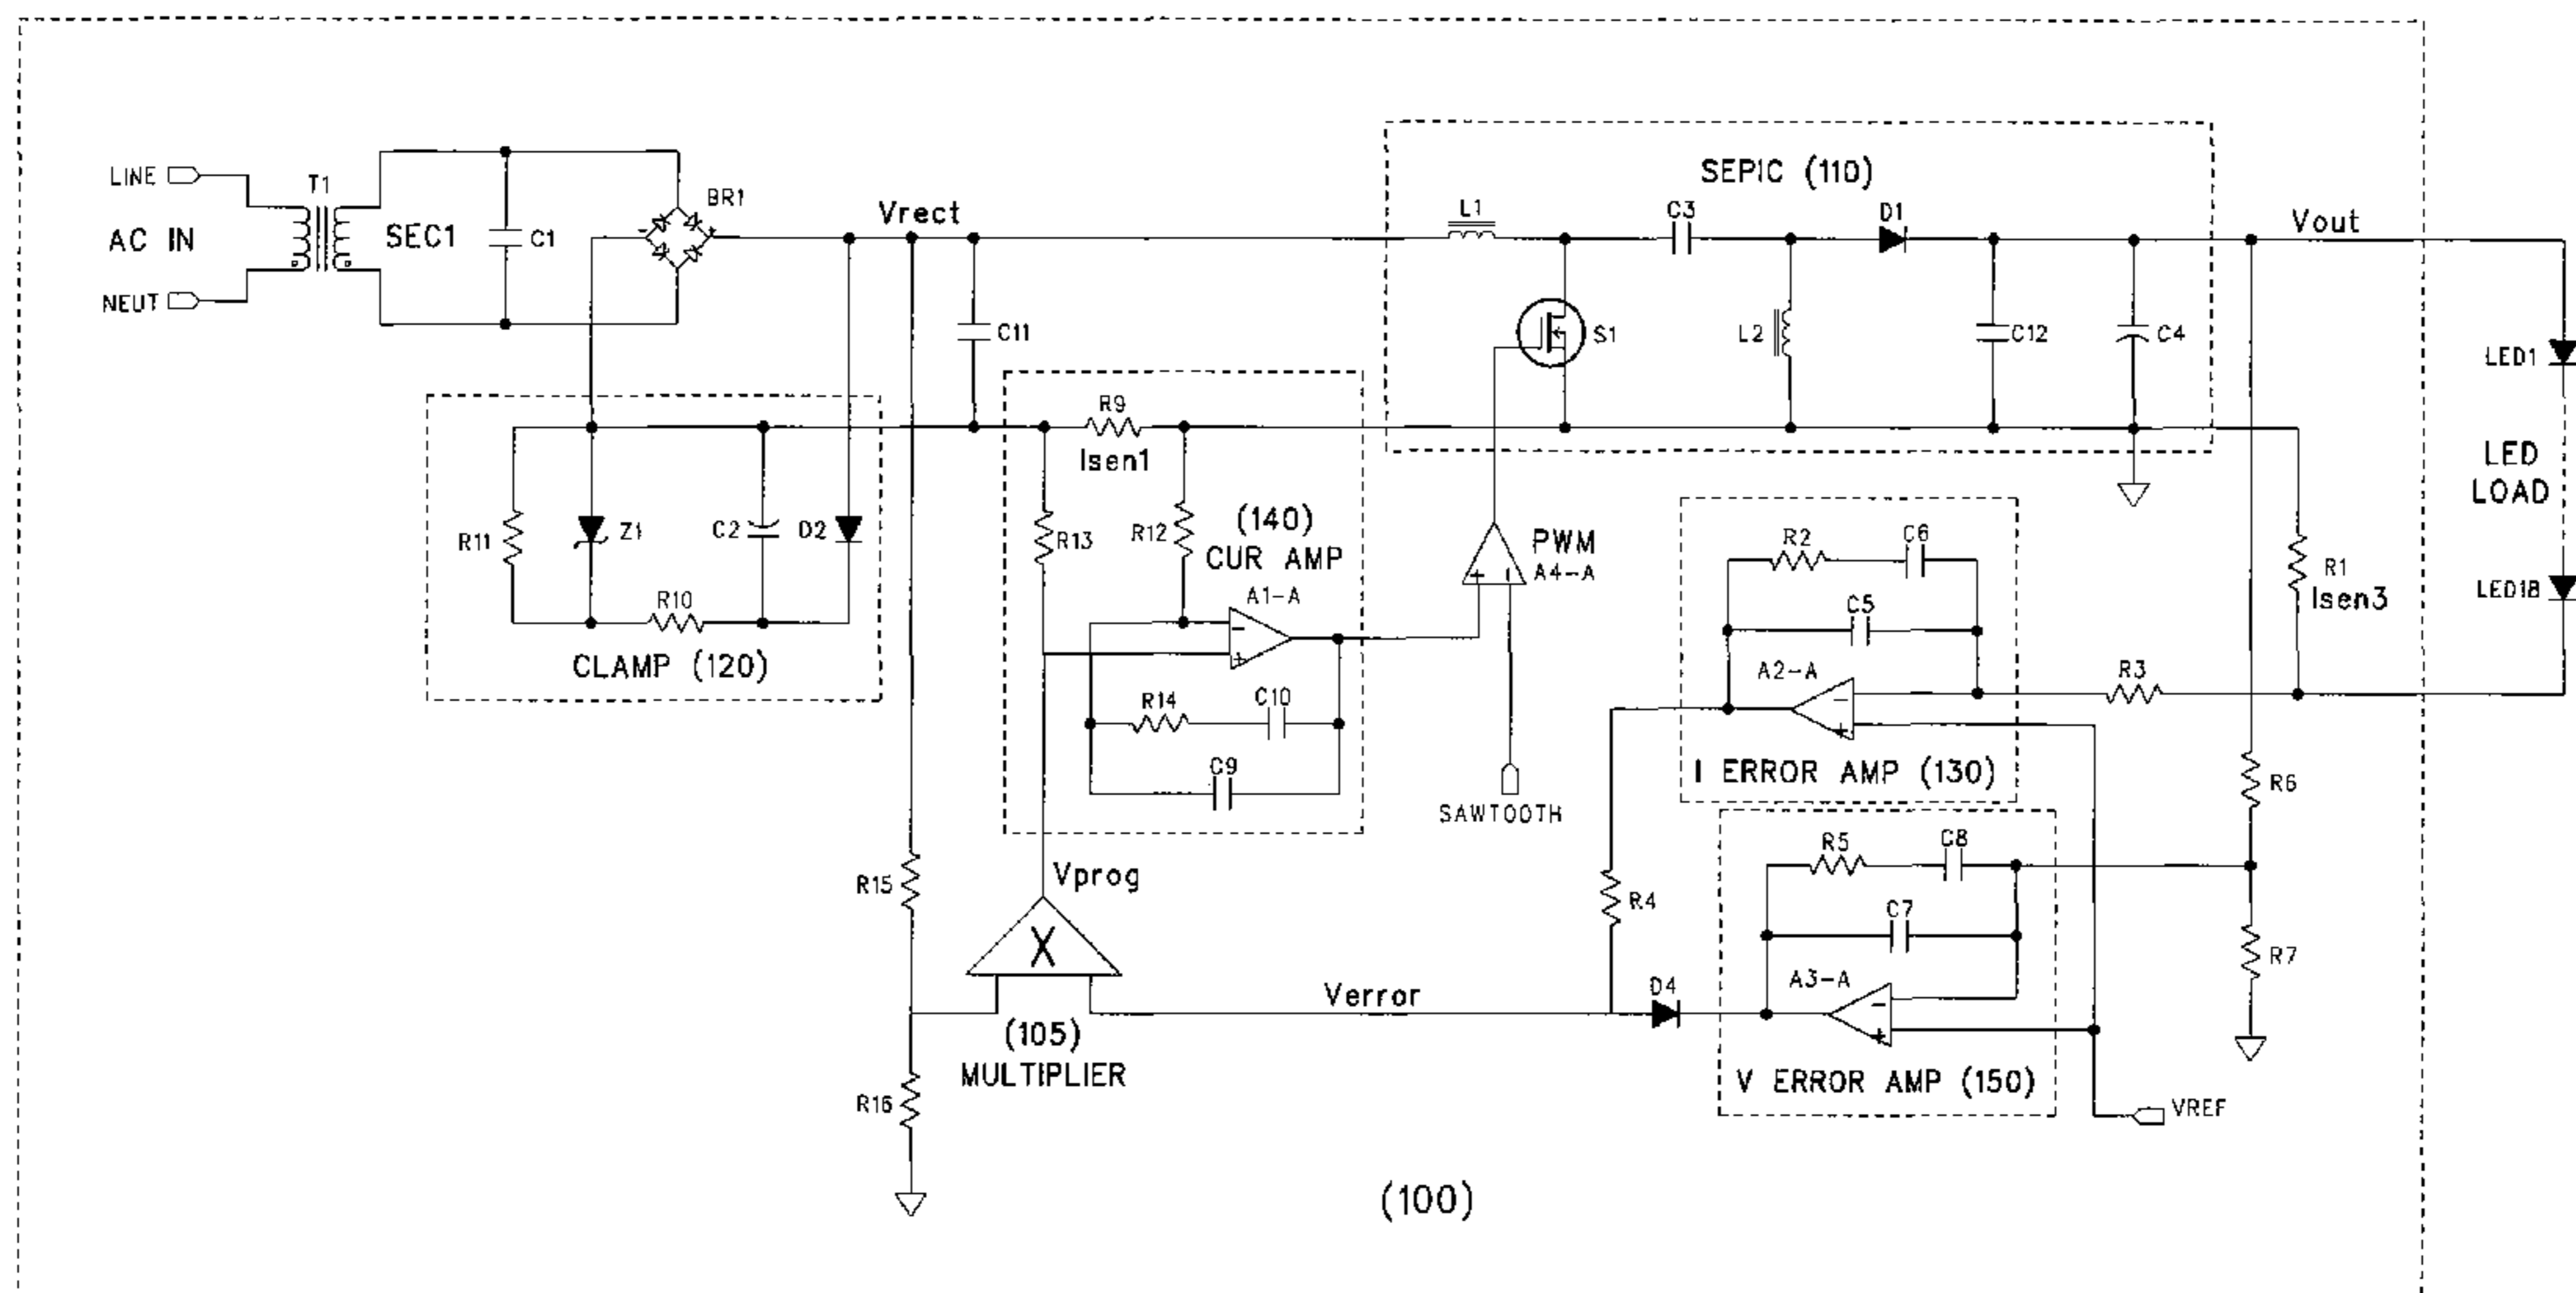 SEPIC (110)
LINE
T1
BR1
Vrect
L1
C3
D1
Vout
AC IN
SEC1
C1
NEUT
C11
S1
L2
C12
C4
LED1
R9
Isen1
LED
LOAD
R11
Z1
C2
D2
R13
R12
(140)
CUR AMP
A1-A
PWM
A4-A
R2
C6
R1
Isen3
LED18
R10
C5
CLAMP (120)
A2-A
R3
R14
C10
C9
I ERROR AMP (130)
R6
SAWTOOTH
R5
C8
R15
Vprog
R4
C7
X
A3-A
R7
Verror
D4
(105)
MULTIPLIER
V ERROR AMP (150)
R16
VREF
(100)
- + - + + - - + - +